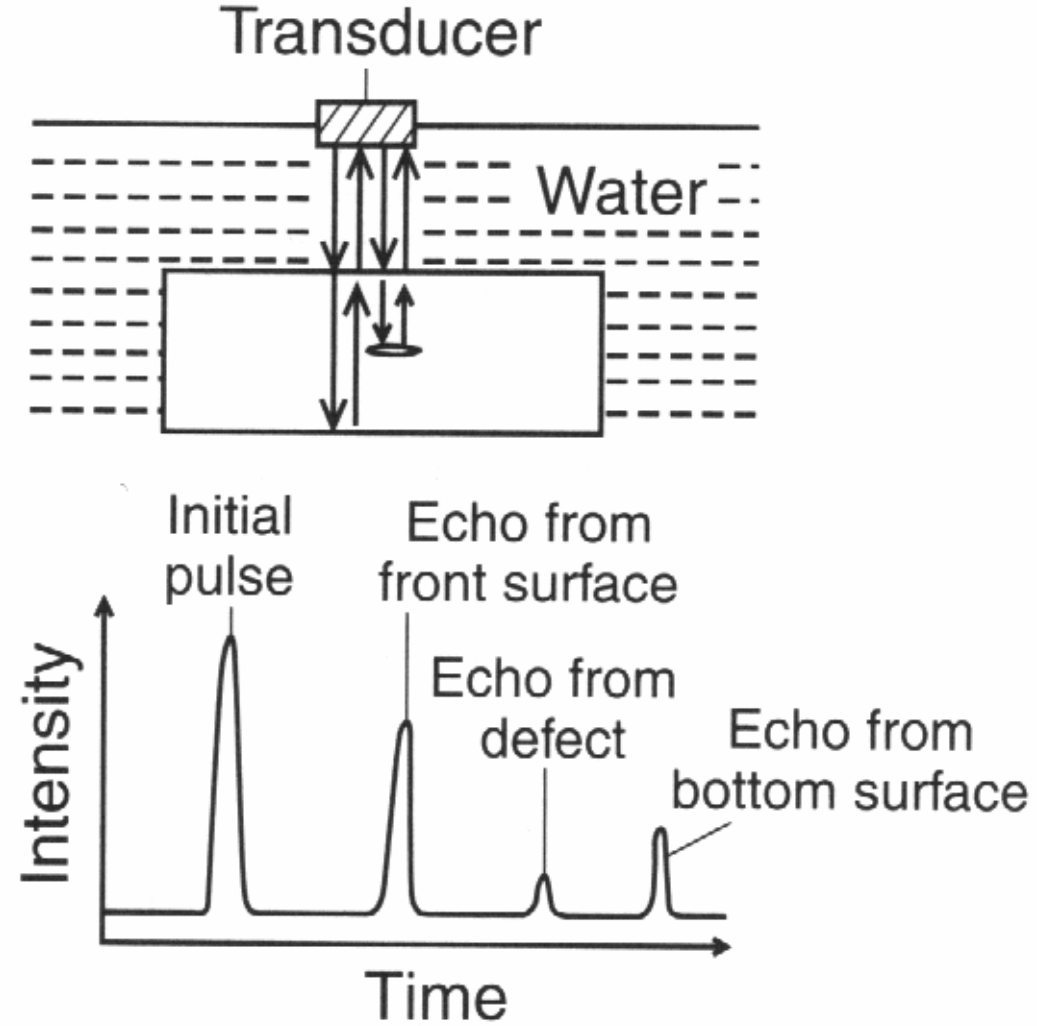 Transducer
Water
Initial
pulse
Echo from
front surface
Echo from
defect
Echo from
bottom surface
Intensity
Time